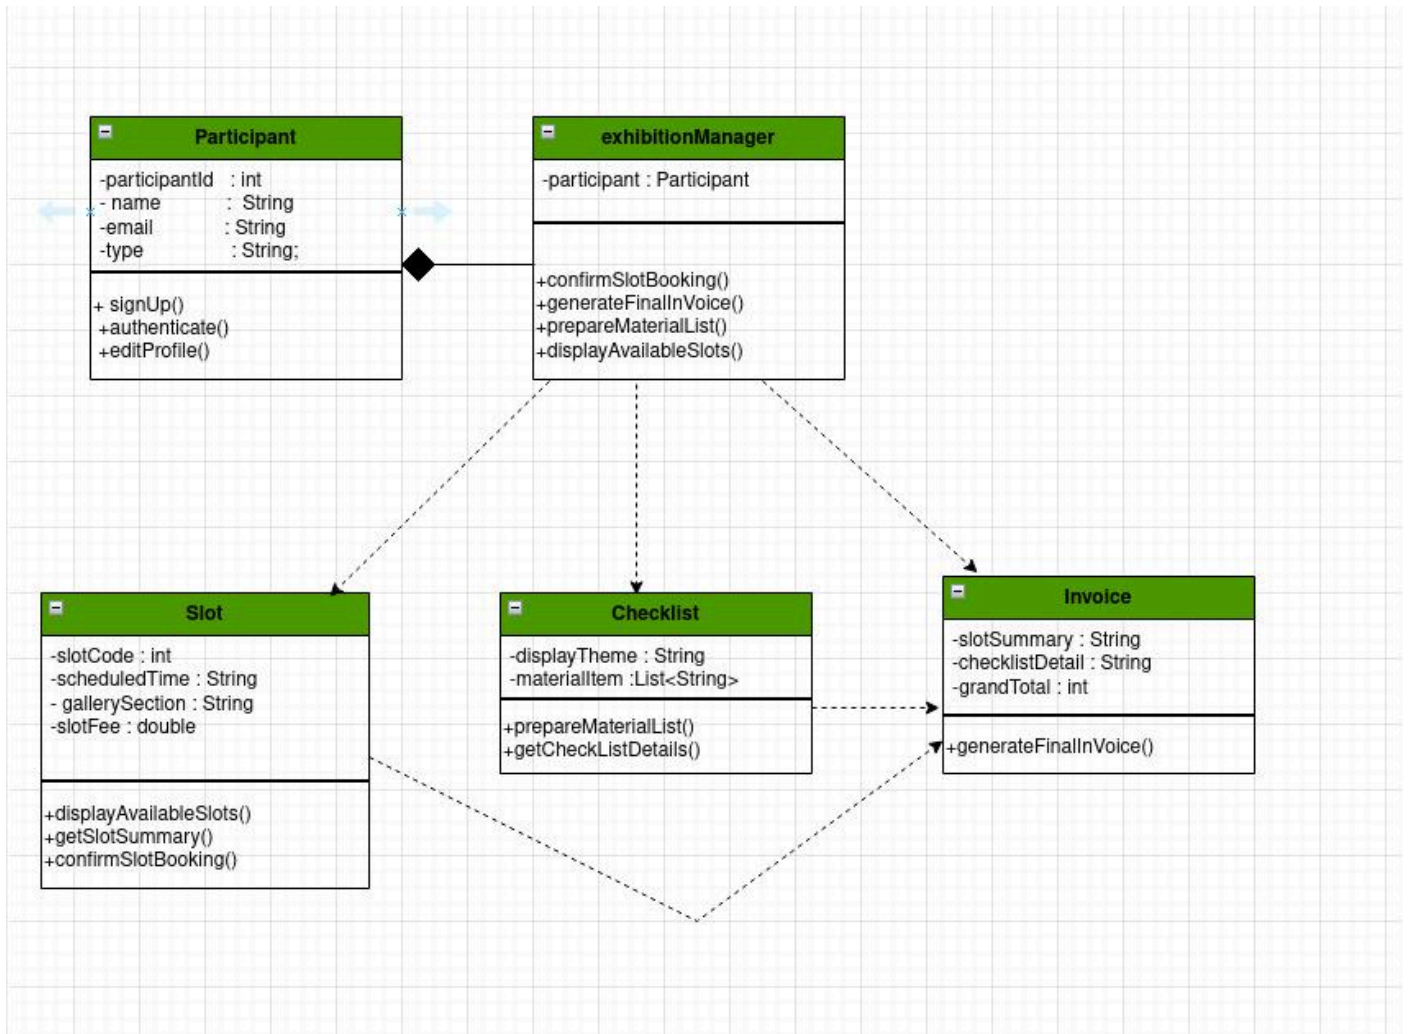 Participant
-participantId : int
- name : String
-email : String
-type : String;
+ signUp()
+authenticate()
+editProfile()
exhibitionManager
-participant : Participant
+confirmSlotBooking()
+generateFinalInVoice()
+prepareMaterialList()
+displayAvailableSlots()
Slot
-slotCode : int
-scheduledTime : String
- gallerySection : String
-slotFee : double
+displayAvailableSlots()
+getSlotSummary()
+confirmSlotBooking()
Checklist
-displayTheme : String
-materialItem :List<String>
+prepareMaterialList()
+getCheckListDetails()
Invoice
-slotSummary : String
-checklistDetail : String
-grandTotal : int
+generateFinalInVoice()